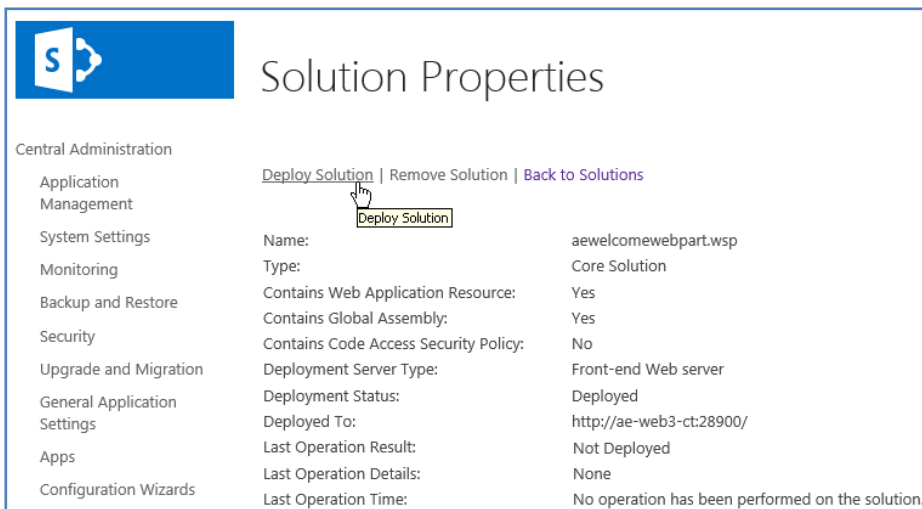 S
Solution Properties
Central Administration
Application
Management
System Settings
Monitoring
Backup and Restore
Security
Upgrade and Migration
General Application
Settings
Apps
Configuration Wizards
Deploy Solution | Remove Solution | Back to Solutions
Deploy Solution
Name: aewelcomewebpart.wsp
Type: Core Solution
Contains Web Application Resource: Yes
Contains Global Assembly: Yes
Contains Code Access Security Policy: No
Deployment Server Type: Front-end Web server
Deployment Status: Deployed
Deployed To: http://ae-web3-ct:28900/
Last Operation Result: Not Deployed
Last Operation Details: None
Last Operation Time: No operation has been performed on the solution.